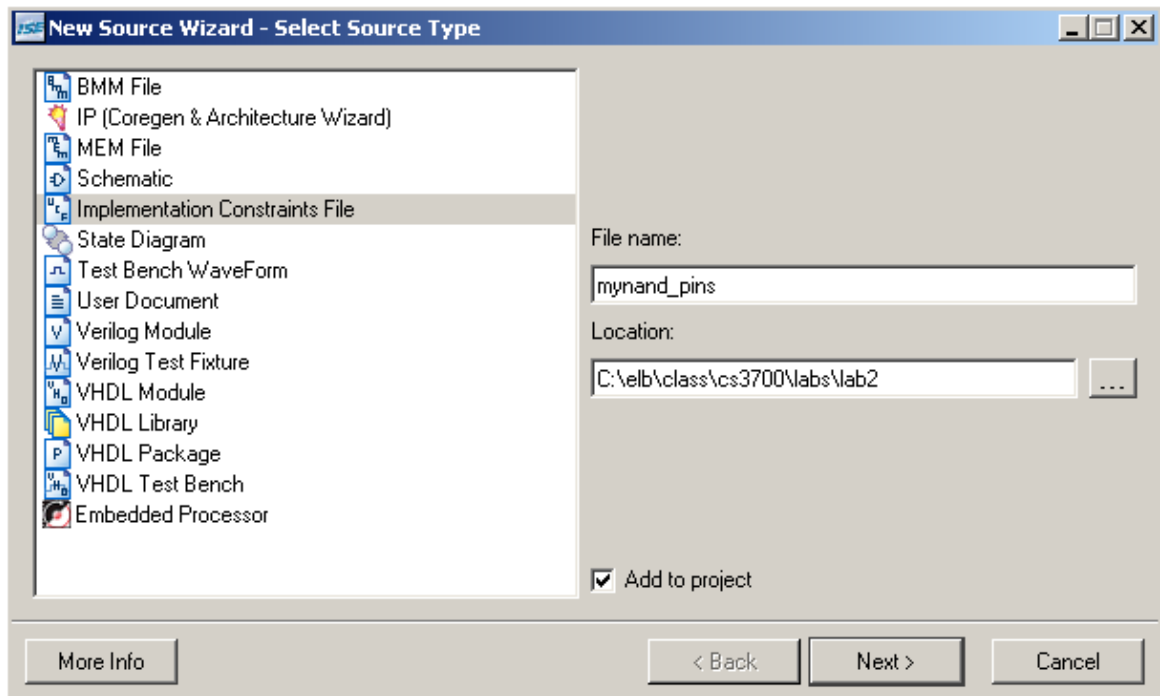 ISE New Source Wizard - Select Source Type
BMM File
IP (Coregen & Architecture Wizard)
MEM File
Schematic
Implementation Constraints File
State Diagram
Test Bench WaveForm
User Document
Verilog Module
Verilog Test Fixture
VHDL Module
VHDL Library
VHDL Package
VHDL Test Bench
Embedded Processor
File name:
mynand_pins
Location:
C:\elb\class\cs3700\labs\lab2
...
Add to project
More Info
< Back
Next >
Cancel